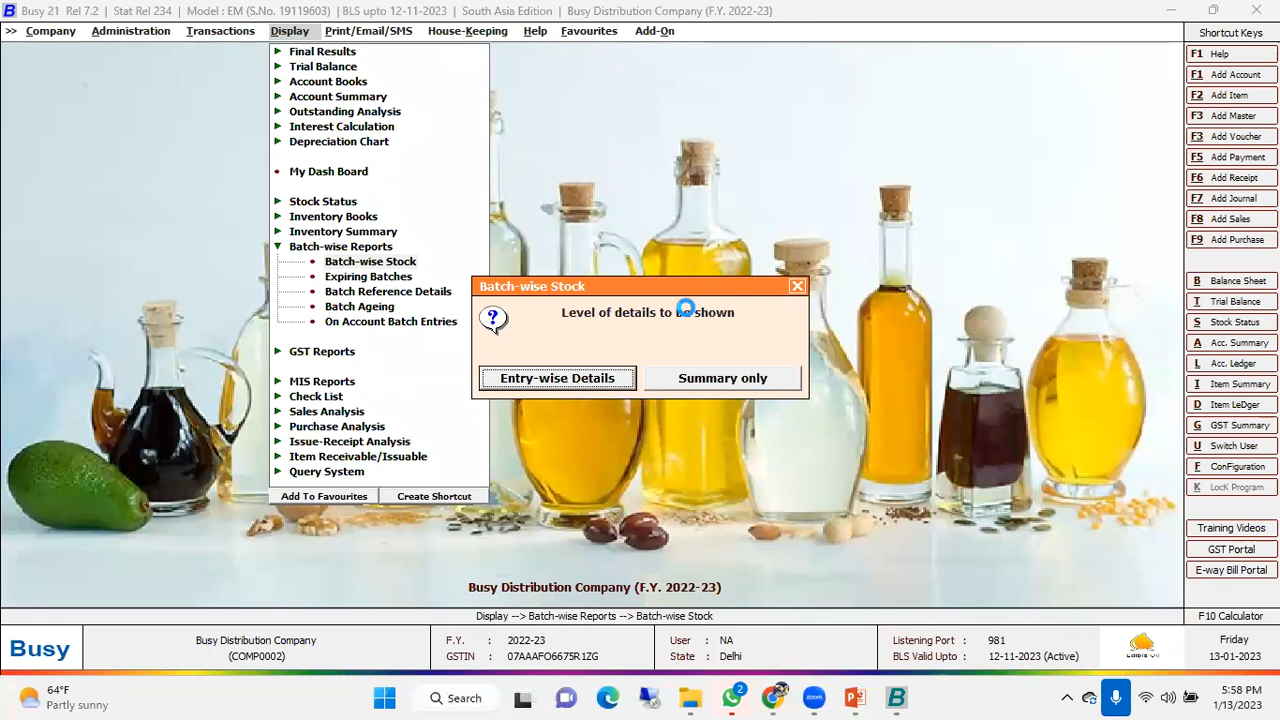 Busy 21 Rel 7.2 | Stat Rel 234 | Model : EM (S.No. 19119603) | BLS upto 12-11-2023 | South Asia Edition | Busy Distribution Company (F.Y. 2022-23)
>> Company Administration Transactions Display Print/Email/SMS House-Keeping Help Favourites Add-On
Shortcut Keys
Final Results
Trial Balance
Account Books
Account Summary
Outstanding Analysis
Interest Calculation
Depreciation Chart
My Dash Board
Stock Status
Inventory Books
Inventory Summary
Batch-wise Reports
Batch-wise Stock
Expiring Batches
Batch Reference Details
Batch Ageing
On Account Batch Entries
GST Reports
MIS Reports
Check List
Sales Analysis
Purchase Analysis
Issue-Receipt Analysis
Item Receivable/Issuable
Query System
Add To Favourites Create Shortcut
Batch-wise Stock
Level of details to be shown
Entry-wise Details Summary only
F1 Help
F1 Add Account
F2 Add Item
F3 Add Master
F3 Add Voucher
F5 Add Payment
F6 Add Receipt
F7 Add Journal
F8 Add Sales
F9 Add Purchase
B Balance Sheet
T Trial Balance
S Stock Status
A Acc. Summary
L Acc. Ledger
I Item Summary
D Item LeDger
G GST Summary
U Switch User
F ConFiguration
K LocK Program
Training Videos
GST Portal
E-way Bill Portal
Busy Distribution Company (F.Y. 2022-23)
Display --> Batch-wise Reports --> Batch-wise Stock
F10 Calculator
Busy
Busy Distribution Company
(COMP0002)
F.Y. : 2022-23
GSTIN : 07AAAFO6675R1ZG
User : NA
State : Delhi
Listening Port : 981
BLS Valid Upto : 12-11-2023 (Active)
Edible Oil
Friday
13-01-2023
64°F
Partly sunny
Search
2
zoom
5:58 PM
1/13/2023